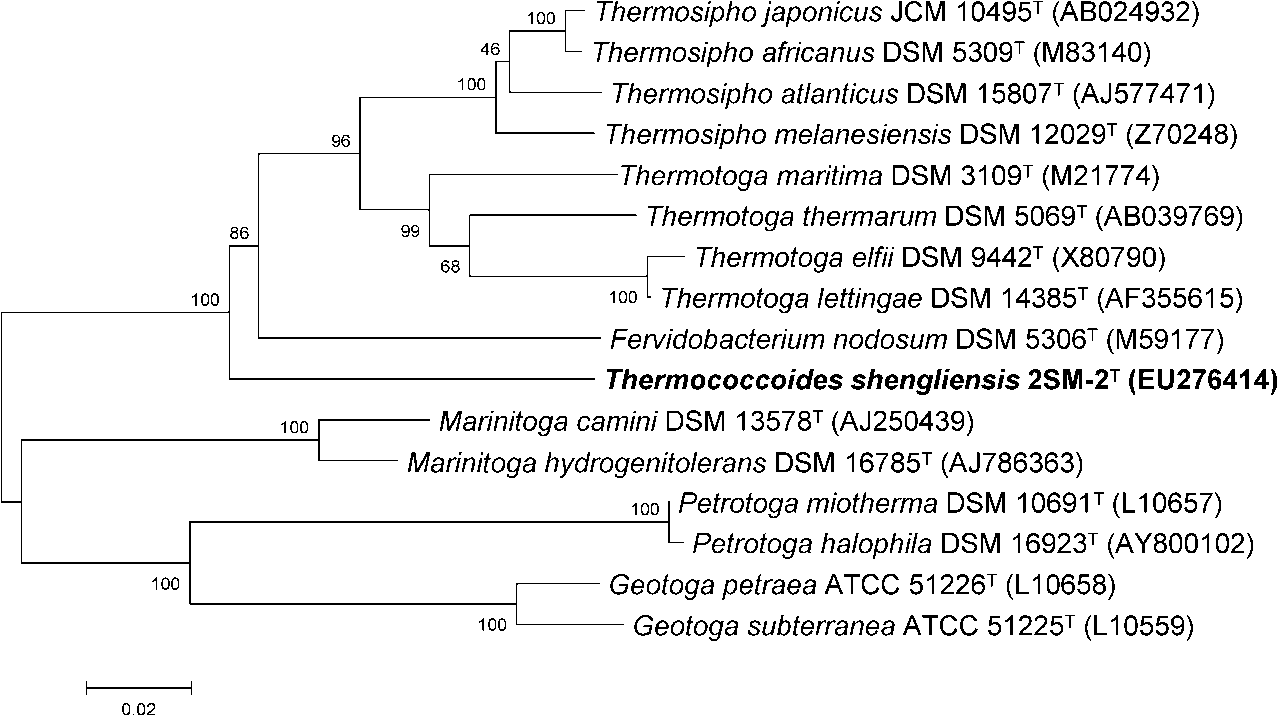 100 Thermosipho japonicus JCM 10495ᵀ (AB024932)
46 Thermosipho africanus DSM 5309ᵀ (M83140)
100 Thermosipho atlanticus DSM 15807ᵀ (AJ577471)
96 Thermosipho melanesiensis DSM 12029ᵀ (Z70248)
Thermotoga maritima DSM 3109ᵀ (M21774)
99 Thermotoga thermarum DSM 5069ᵀ (AB039769)
86
68 Thermotoga elfii DSM 9442ᵀ (X80790)
100 100 Thermotoga lettingae DSM 14385ᵀ (AF355615)
Fervidobacterium nodosum DSM 5306ᵀ (M59177)
Thermococcoides shengliensis 2SM-2ᵀ (EU276414)
100 Marinitoga camini DSM 13578ᵀ (AJ250439)
Marinitoga hydrogenitolerans DSM 16785ᵀ (AJ786363)
100 Petrotoga miotherma DSM 10691ᵀ (L10657)
Petrotoga halophila DSM 16923ᵀ (AY800102)
100 Geotoga petraea ATCC 51226ᵀ (L10658)
100 Geotoga subterranea ATCC 51225ᵀ (L10559)
0.02